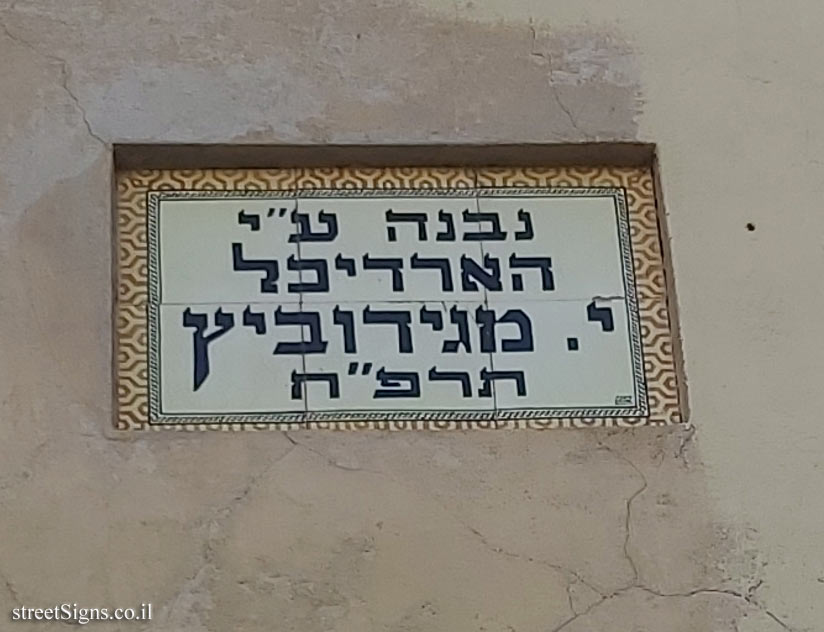 נבנה ע"י
הארדיכל
י. מגידוביץ
תרפ"ח
streetSigns.co.il